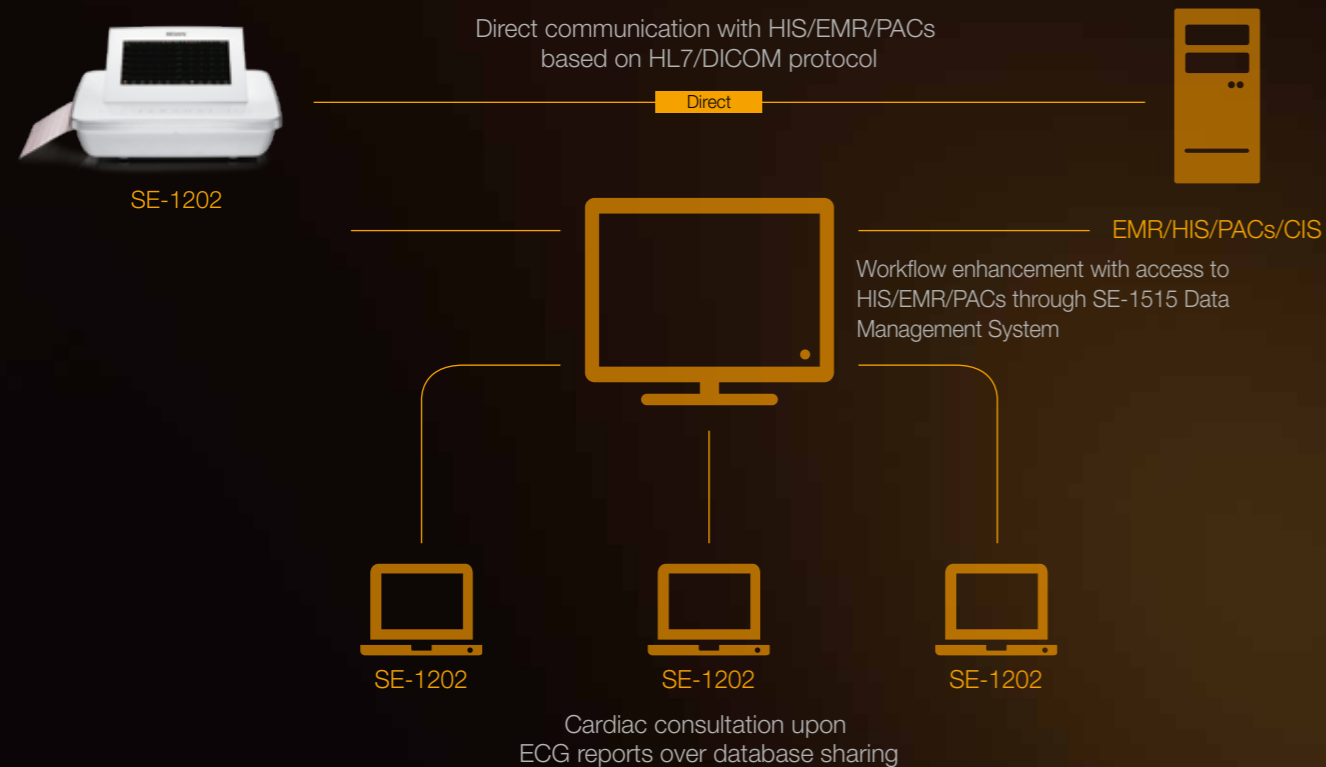 Direct communication with HIS/EMR/PACs
based on HL7/DICOM protocol
Direct
SE-1202
EMR/HIS/PACs/CIS
Workflow enhancement with access to
HIS/EMR/PACs through SE-1515 Data
Management System
SE-1202
SE-1202
SE-1202
Cardiac consultation upon
ECG reports over database sharing